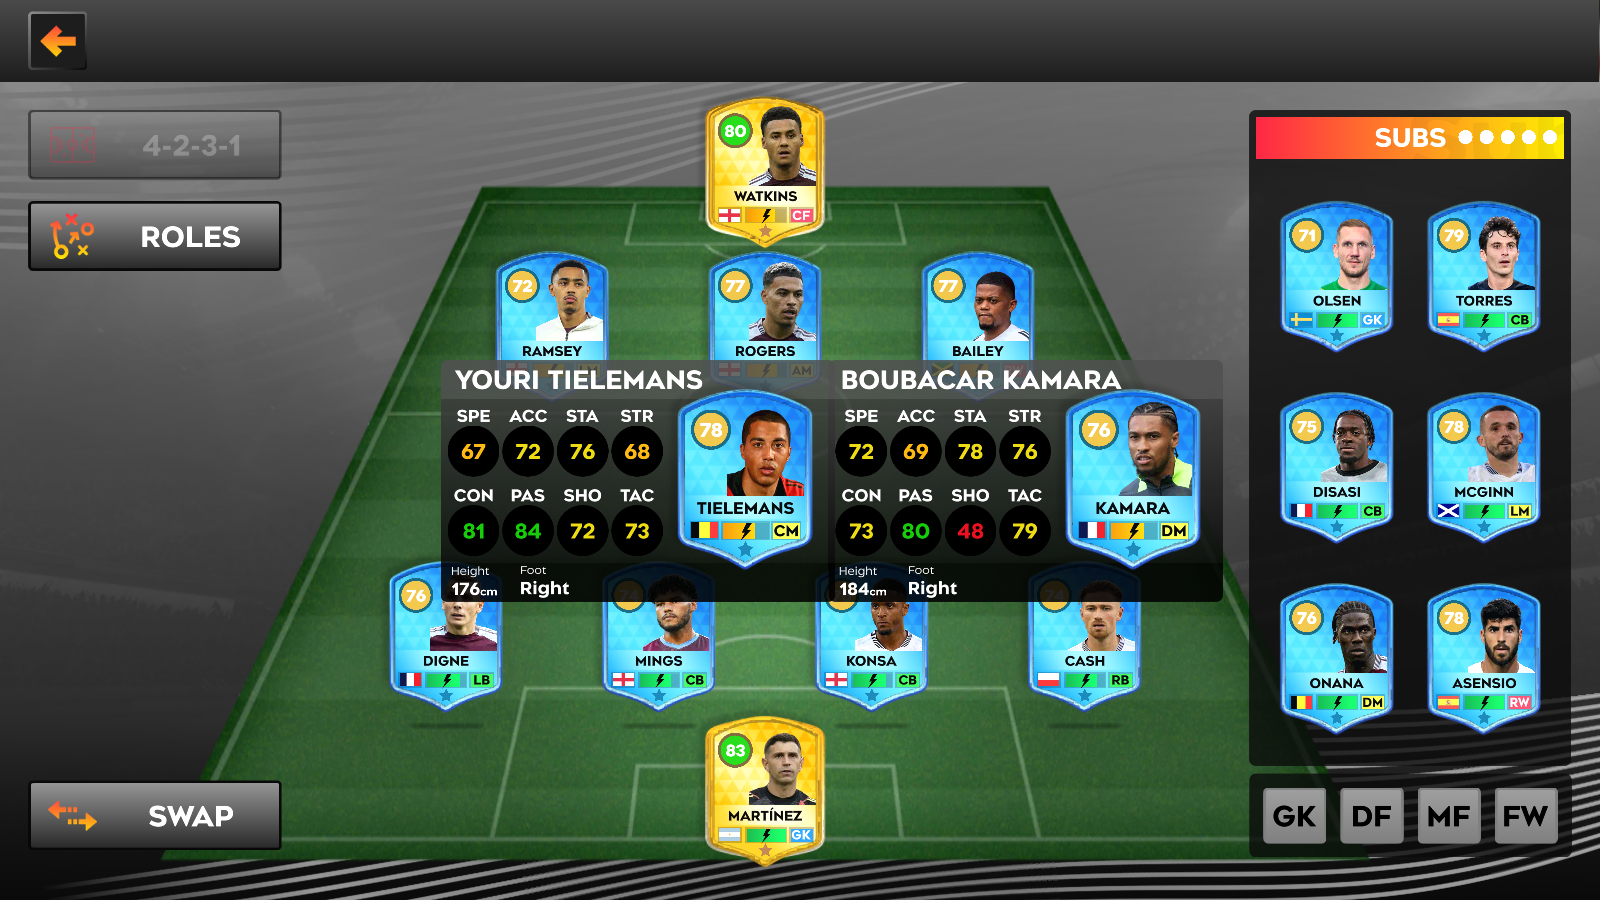 4-2-3-1
ROLES
SWAP
80
WATKINS
CF
72
RAMSEY
77
ROGERS
AM
77
BAILEY
YOURI TIELEMANS
SPE ACC STA STR
67 72 76 68
CON PAS SHO TAC
81 84 72 73
Height Foot
176cm Right
78
TIELEMANS
CM
BOUBACAR KAMARA
SPE ACC STA STR
72 69 78 76
CON PAS SHO TAC
73 80 48 79
Height Foot
184cm Right
76
KAMARA
DM
76
DIGNE
LB
74
MINGS
CB
KONSA
CB
74
CASH
RB
83
MARTÍNEZ
GK
SUBS
71
OLSEN
GK
79
TORRES
CB
75
DISASI
CB
78
MCGINN
LM
76
ONANA
DM
78
ASENSIO
RW
GK DF MF FW